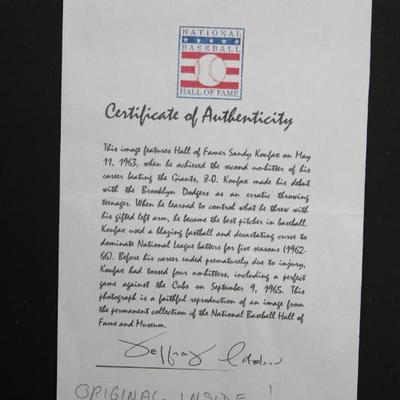 NATIONAL
BASEBALL
HALL OF FAME
Certificate of Authenticity
This image features Hall of Famer Sandy Koufax on May
11, 1963, when he achieved the second no-hitter of his
career beating the Giants, 8-0. Koufax made his debut
with the Brooklyn Dodgers as an erratic throwing
teenager. When he learned to control what he threw with
his gifted left arm, he became the best pitcher in baseball.
Koufax used a blazing fastball and devastating curve to
dominate National League batters for five seasons (1962-
66). Before his career ended prematurely due to injury,
Koufax had tossed four no-hitters, including a perfect
game against the Cubs on September 9, 1965. This
photograph is a faithful reproduction of an image from
the permanent collection of the National Baseball Hall of
Fame and Museum.
Jeffrey
ORIGINAL INSIDE !